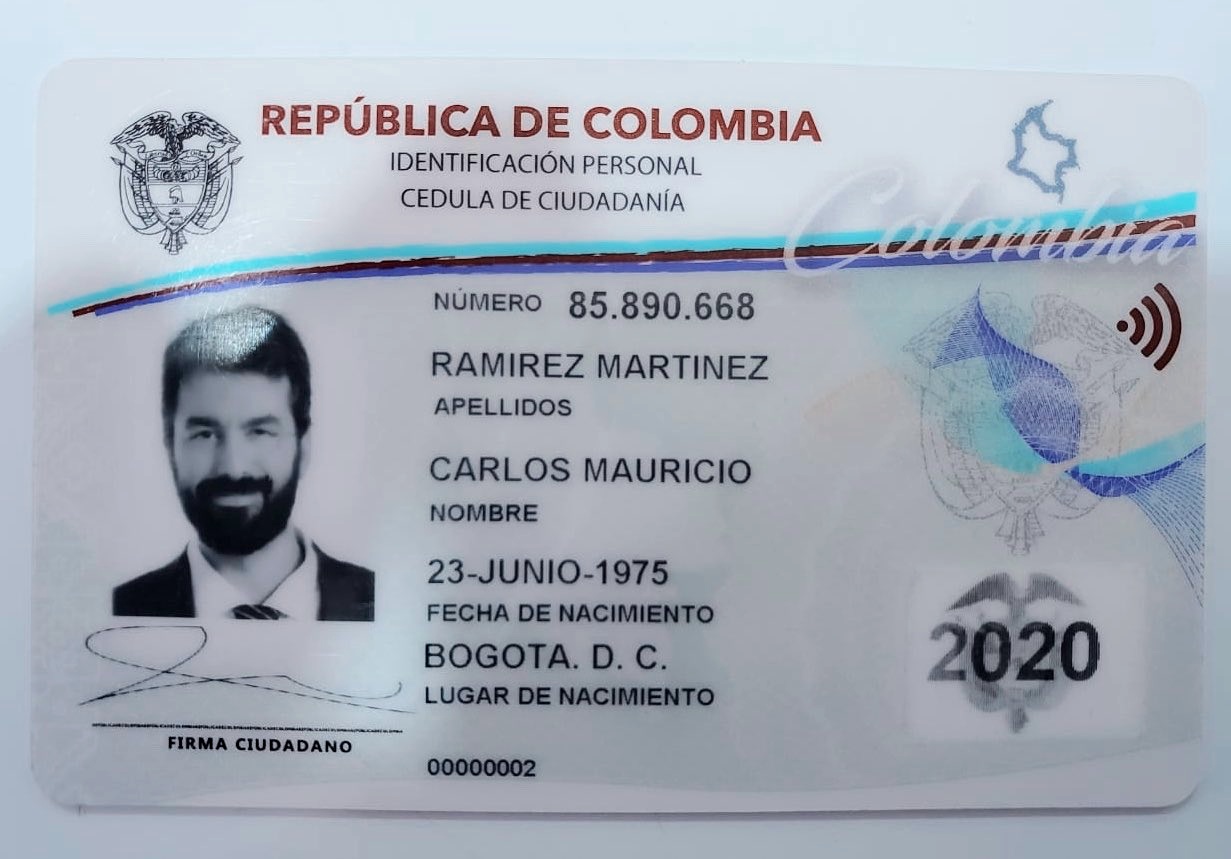 REPÚBLICA DE COLOMBIA
IDENTIFICACIÓN PERSONAL
CEDULA DE CIUDADANÍA
Colombia
NÚMERO 85.890.668
RAMIREZ MARTINEZ
APELLIDOS
CARLOS MAURICIO
NOMBRE
23-JUNIO-1975
FECHA DE NACIMIENTO
BOGOTA. D. C.
LUGAR DE NACIMIENTO
2020
FIRMA CIUDADANO
00000002